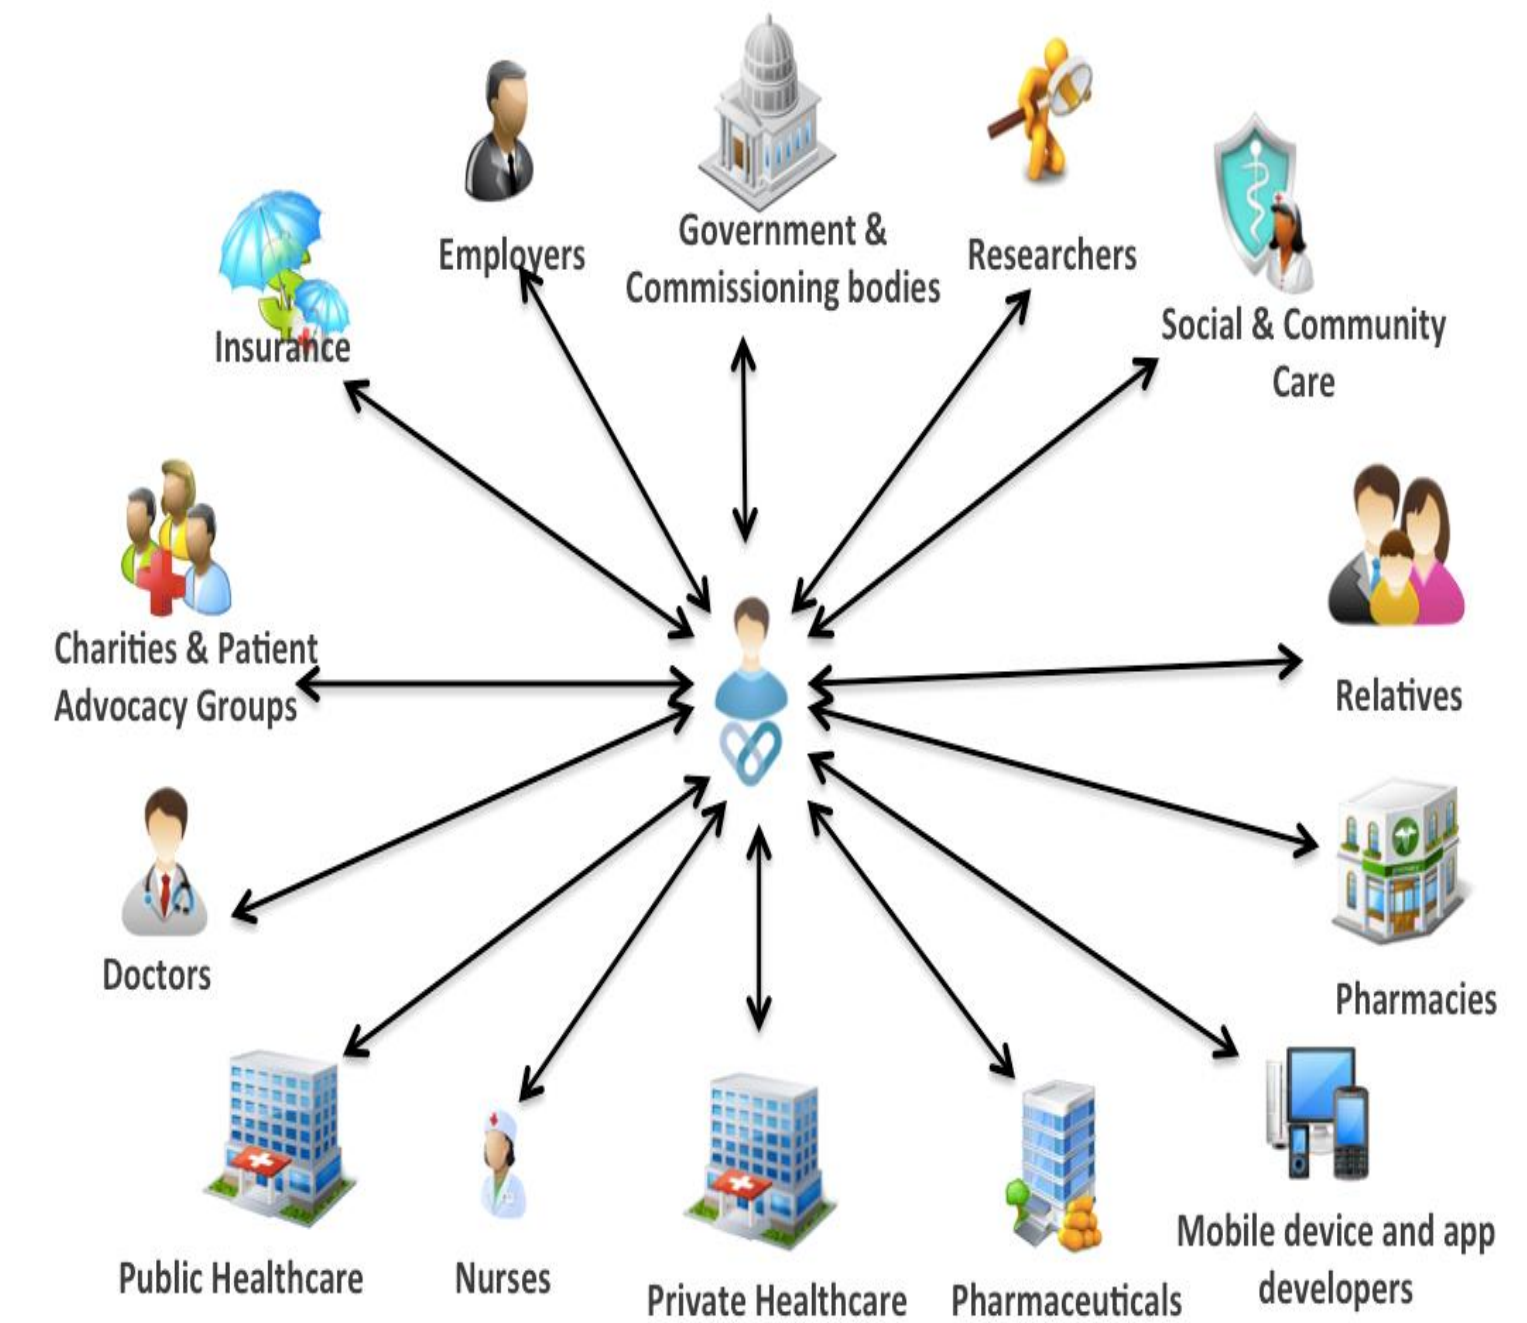 Employers
Government &
Commissioning bodies
Researchers
Insurance
Social & Community
Care
Charities & Patient
Advocacy Groups
Relatives
Doctors
Pharmacies
Public Healthcare
Nurses
Private Healthcare
Pharmaceuticals
Mobile device and app
developers